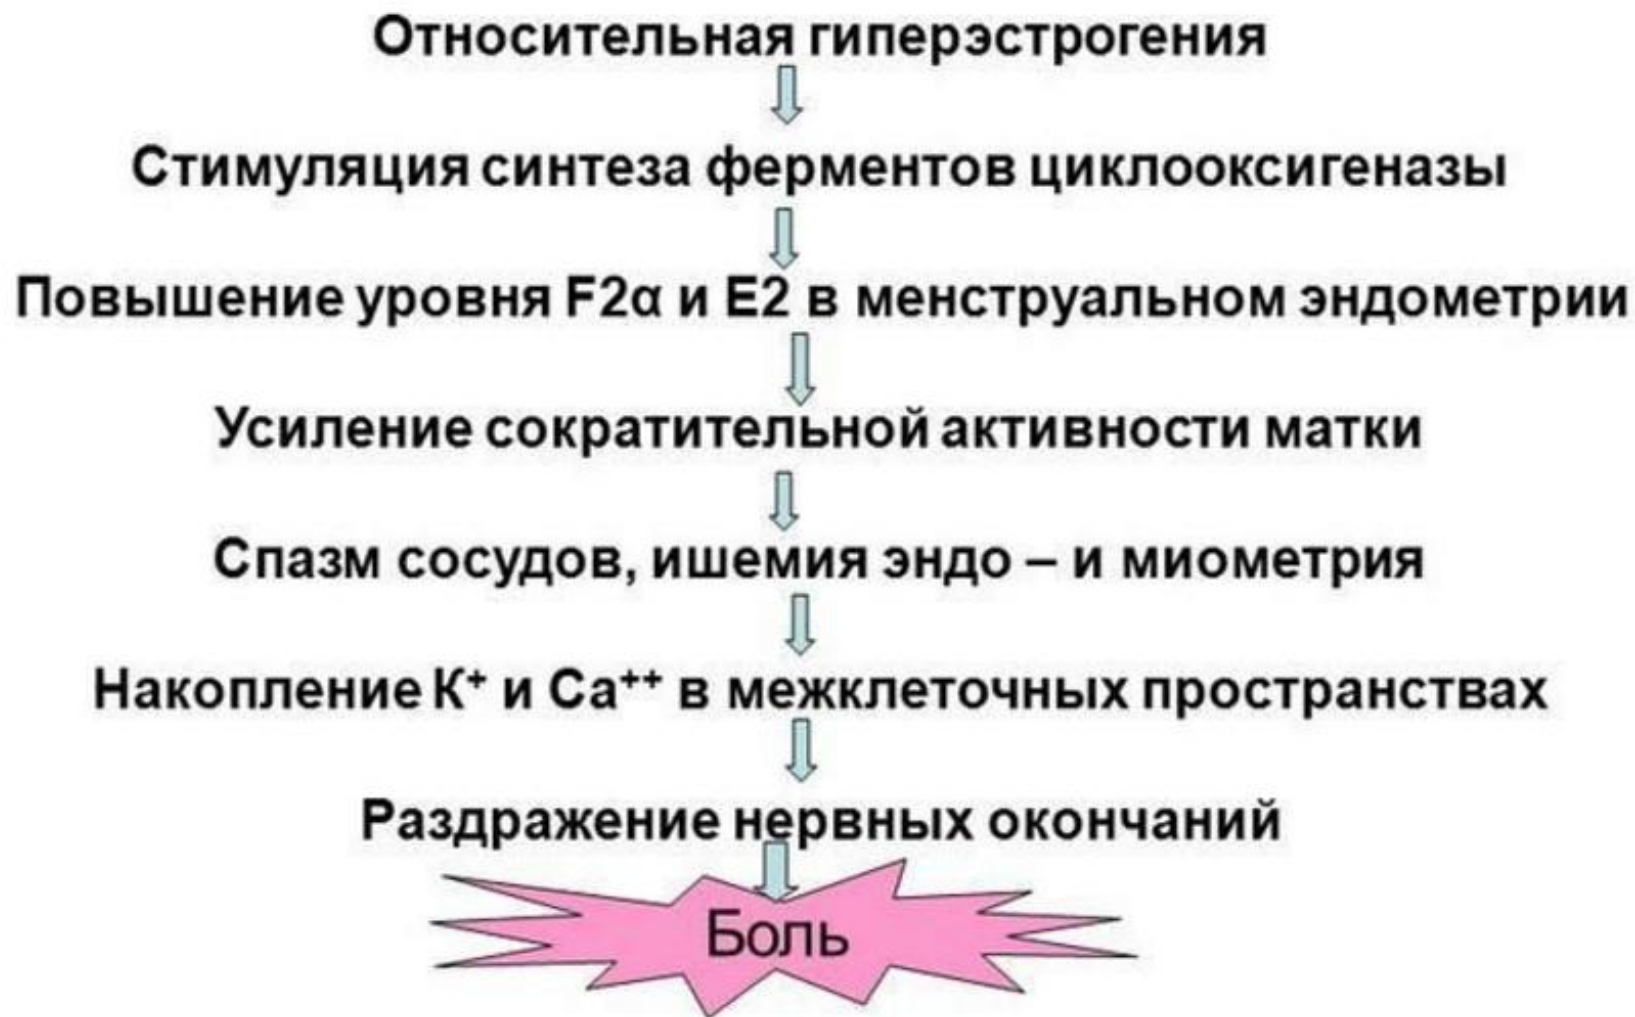 Относительная гиперэстрогения
Стимуляция синтеза ферментов циклооксигеназы
Повышение уровня F2α и E2 в менструальном эндометрии
Усиление сократительной активности матки
Спазм сосудов, ишемия эндо – и миометрия
Накопление К⁺ и Са⁺⁺ в межклеточных пространствах
Раздражение нервных окончаний
Боль